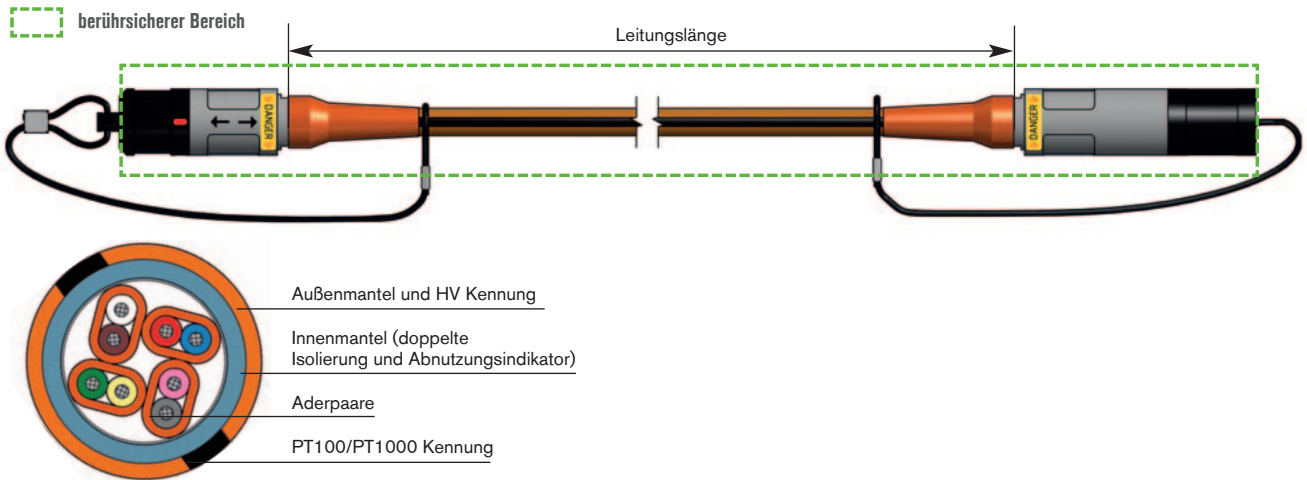 berührsicherer Bereich
Leitungslänge
DANGER
DANGER
Außenmantel und HV Kennung
Innenmantel (doppelte
Isolierung und Abnutzungsindikator)
Aderpaare
PT100/PT1000 Kennung